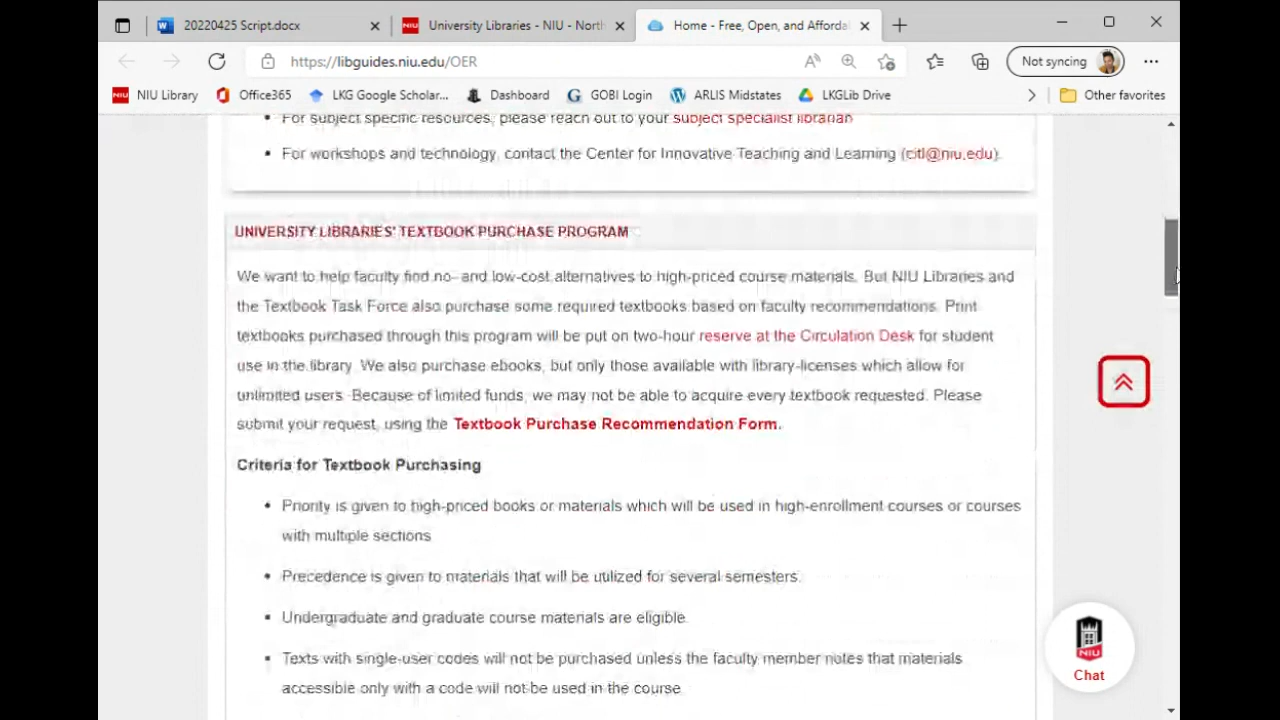 20220425 Script.docx
NIU
University Libraries - NIU - North
Home - Free, Open, and Afforda
https://libguides.niu.edu/OER
Not syncing
NIU
NIU Library
Office365
LKG Google Scholar...
Dashboard
GOBI Login
ARLIS Midstates
LKGLib Drive
Other favorites
For subject specific resources, please reach out to your subject specialist librarian
For workshops and technology, contact the Center for Innovative Teaching and Learning (citl@niu.edu).
UNIVERSITY LIBRARIES' TEXTBOOK PURCHASE PROGRAM
We want to help faculty find no- and low-cost alternatives to high-priced course materials. But NIU Libraries and
the Textbook Task Force also purchase some required textbooks based on faculty recommendations. Print
textbooks purchased through this program will be put on two-hour reserve at the Circulation Desk for student
use in the library. We also purchase ebooks, but only those available with library-licenses which allow for
unlimited users. Because of limited funds, we may not be able to acquire every textbook requested. Please
submit your request, using the Textbook Purchase Recommendation Form.
Criteria for Textbook Purchasing
Priority is given to high-priced books or materials which will be used in high-enrollment courses or courses
with multiple sections
Precedence is given to materials that will be utilized for several semesters.
Undergraduate and graduate course materials are eligible.
Texts with single-user codes will not be purchased unless the faculty member notes that materials
accessible only with a code will not be used in the course
NIU
Chat